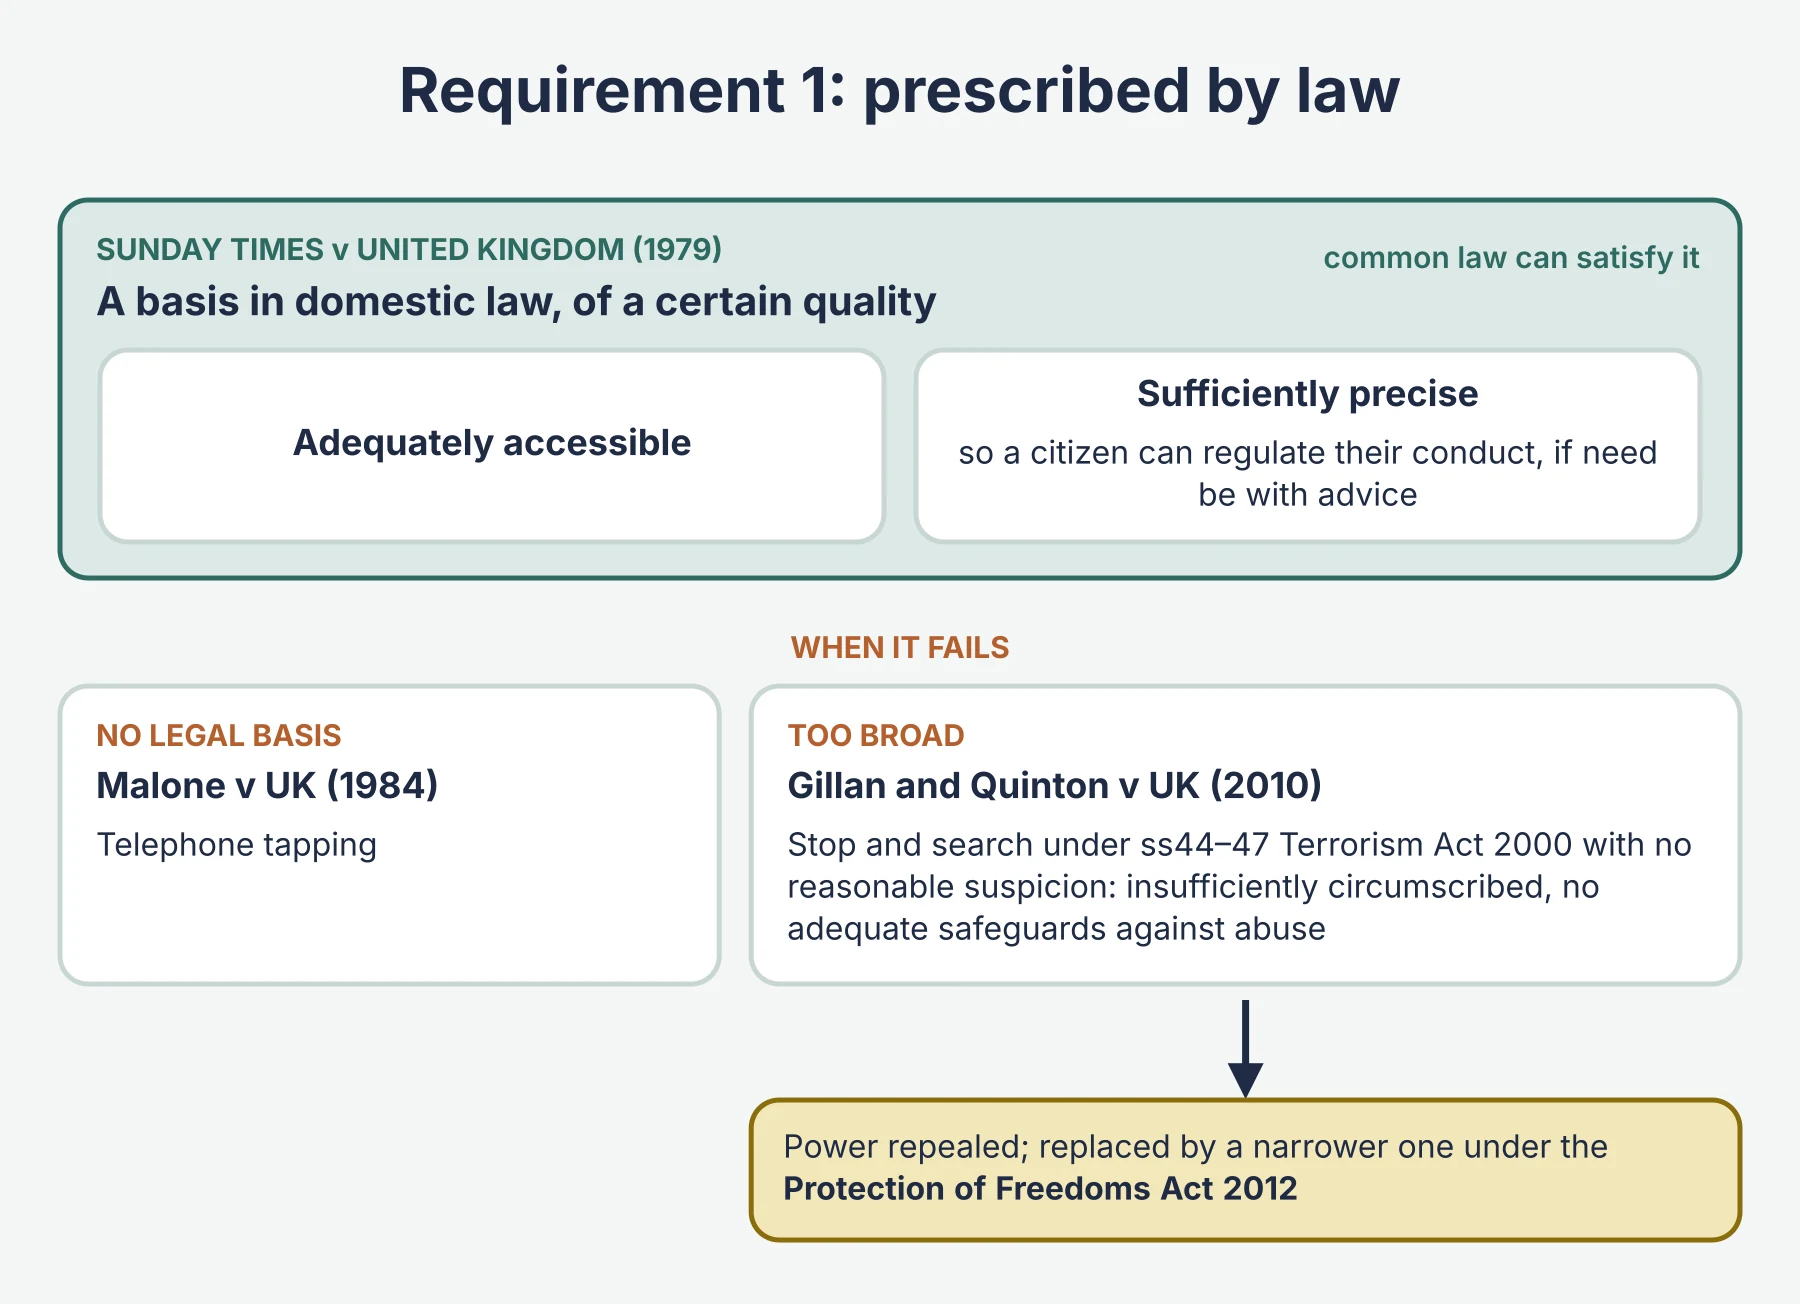 Requirement 1: prescribed by law
SUNDAY TIMES v UNITED KINGDOM (1979)
common law can satisfy it
A basis in domestic law, of a certain quality
Adequately accessible
Sufficiently precise
so a citizen can regulate their conduct, if need
be with advice
WHEN IT FAILS
NO LEGAL BASIS
Malone v UK (1984)
Telephone tapping
TOO BROAD
Gillan and Quinton v UK (2010)
Stop and search under ss44–47 Terrorism Act 2000 with no
reasonable suspicion: insufficiently circumscribed, no
adequate safeguards against abuse
Power repealed; replaced by a narrower one under the
Protection of Freedoms Act 2012